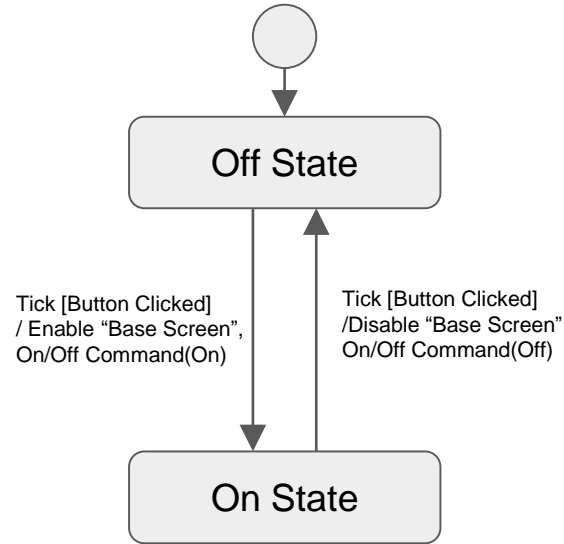 Off State
Tick [Button Clicked]
/ Enable “Base Screen”,
On/Off Command(On)
Tick [Button Clicked]
/Disable “Base Screen”
On/Off Command(Off)
On State